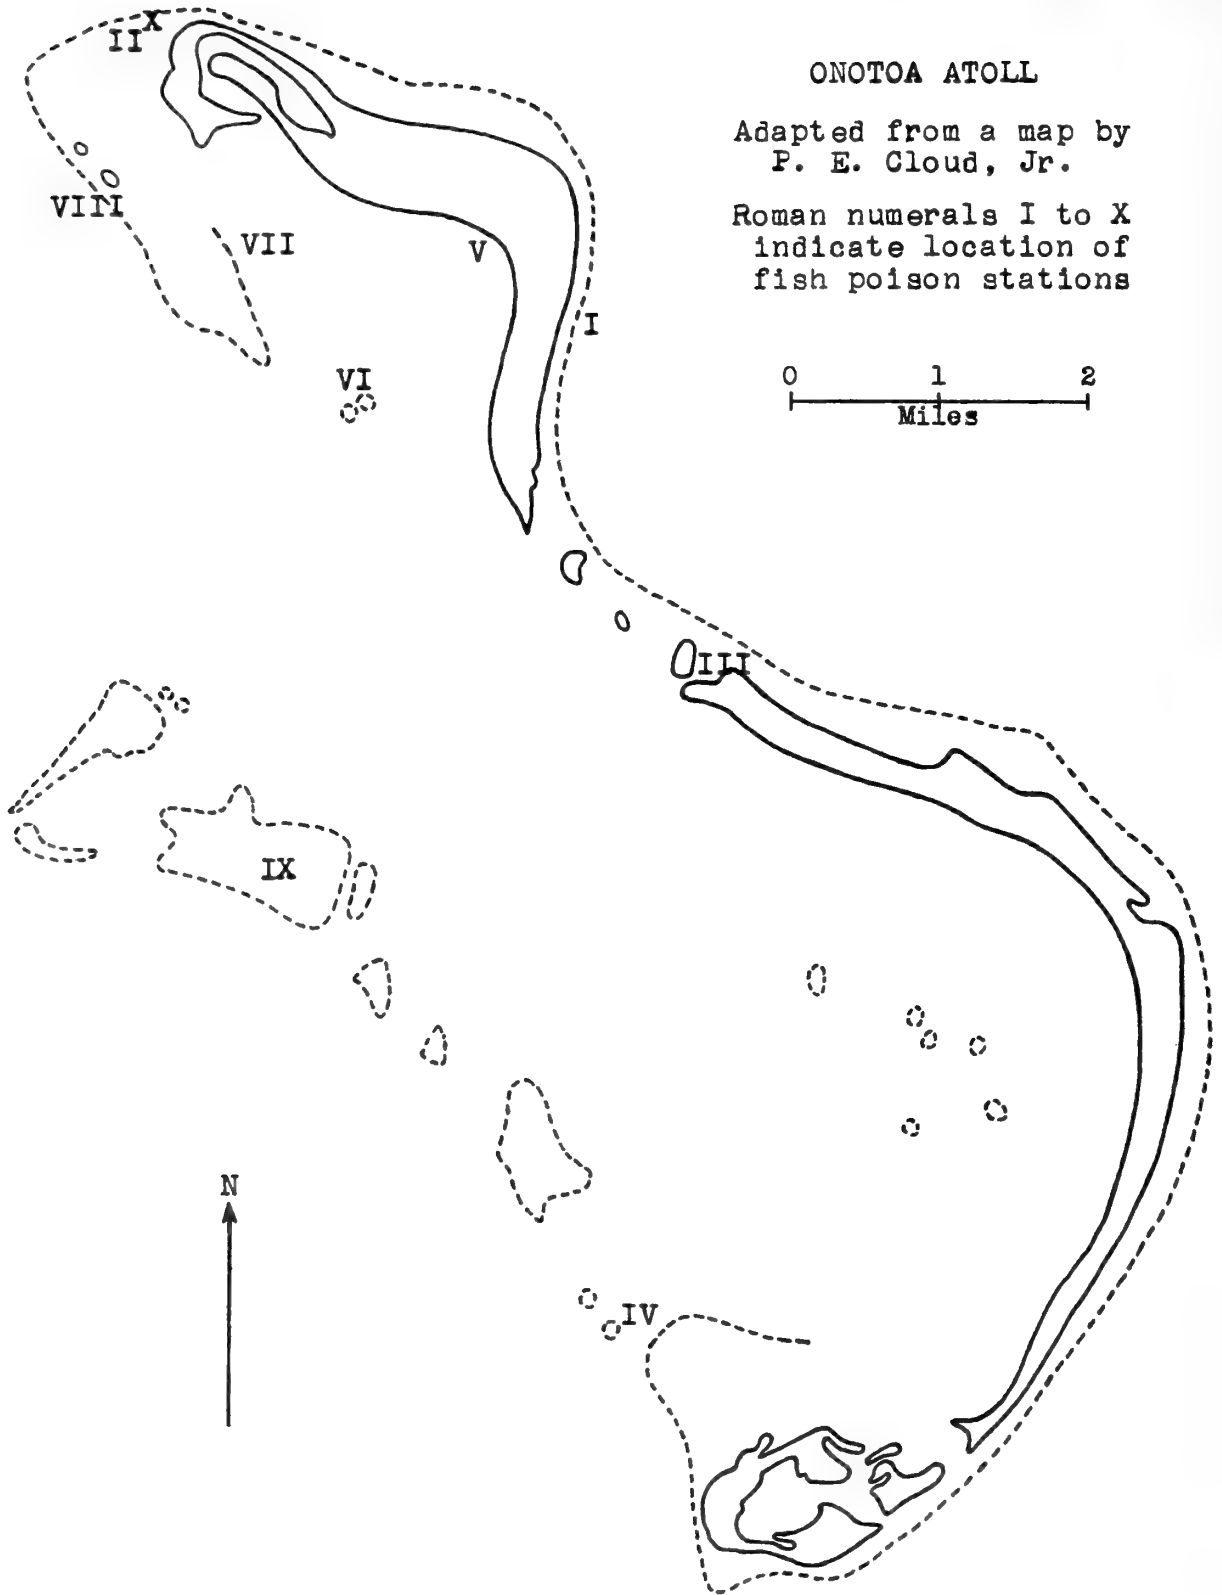 ONOTOA ATOLL
Adapted from a map by
P. E. Cloud, Jr.
Roman numerals I to X
indicate location of
fish poison stations
0 1 2
Miles
X
II
VIII
VII
V
I
VI
III
IX
N
IV